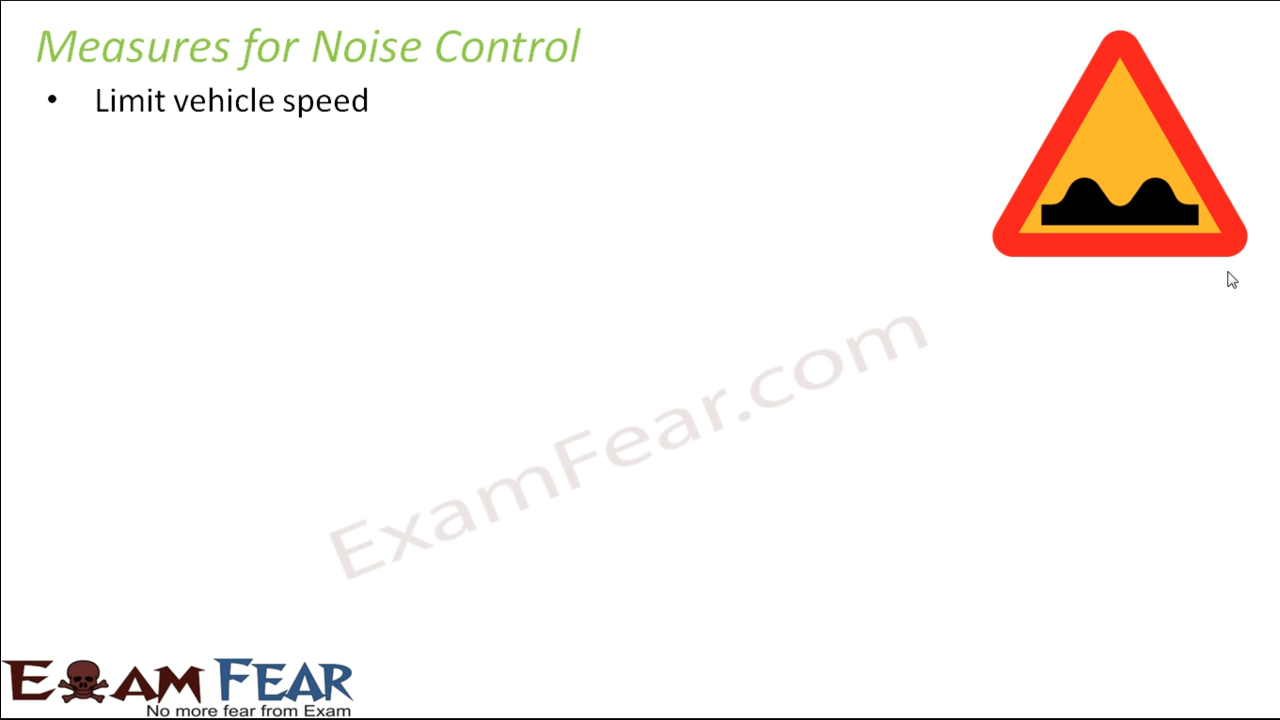 Measures for Noise Control
• Limit vehicle speed
ExamFear.com
EXAM FEAR
No more fear from Exam